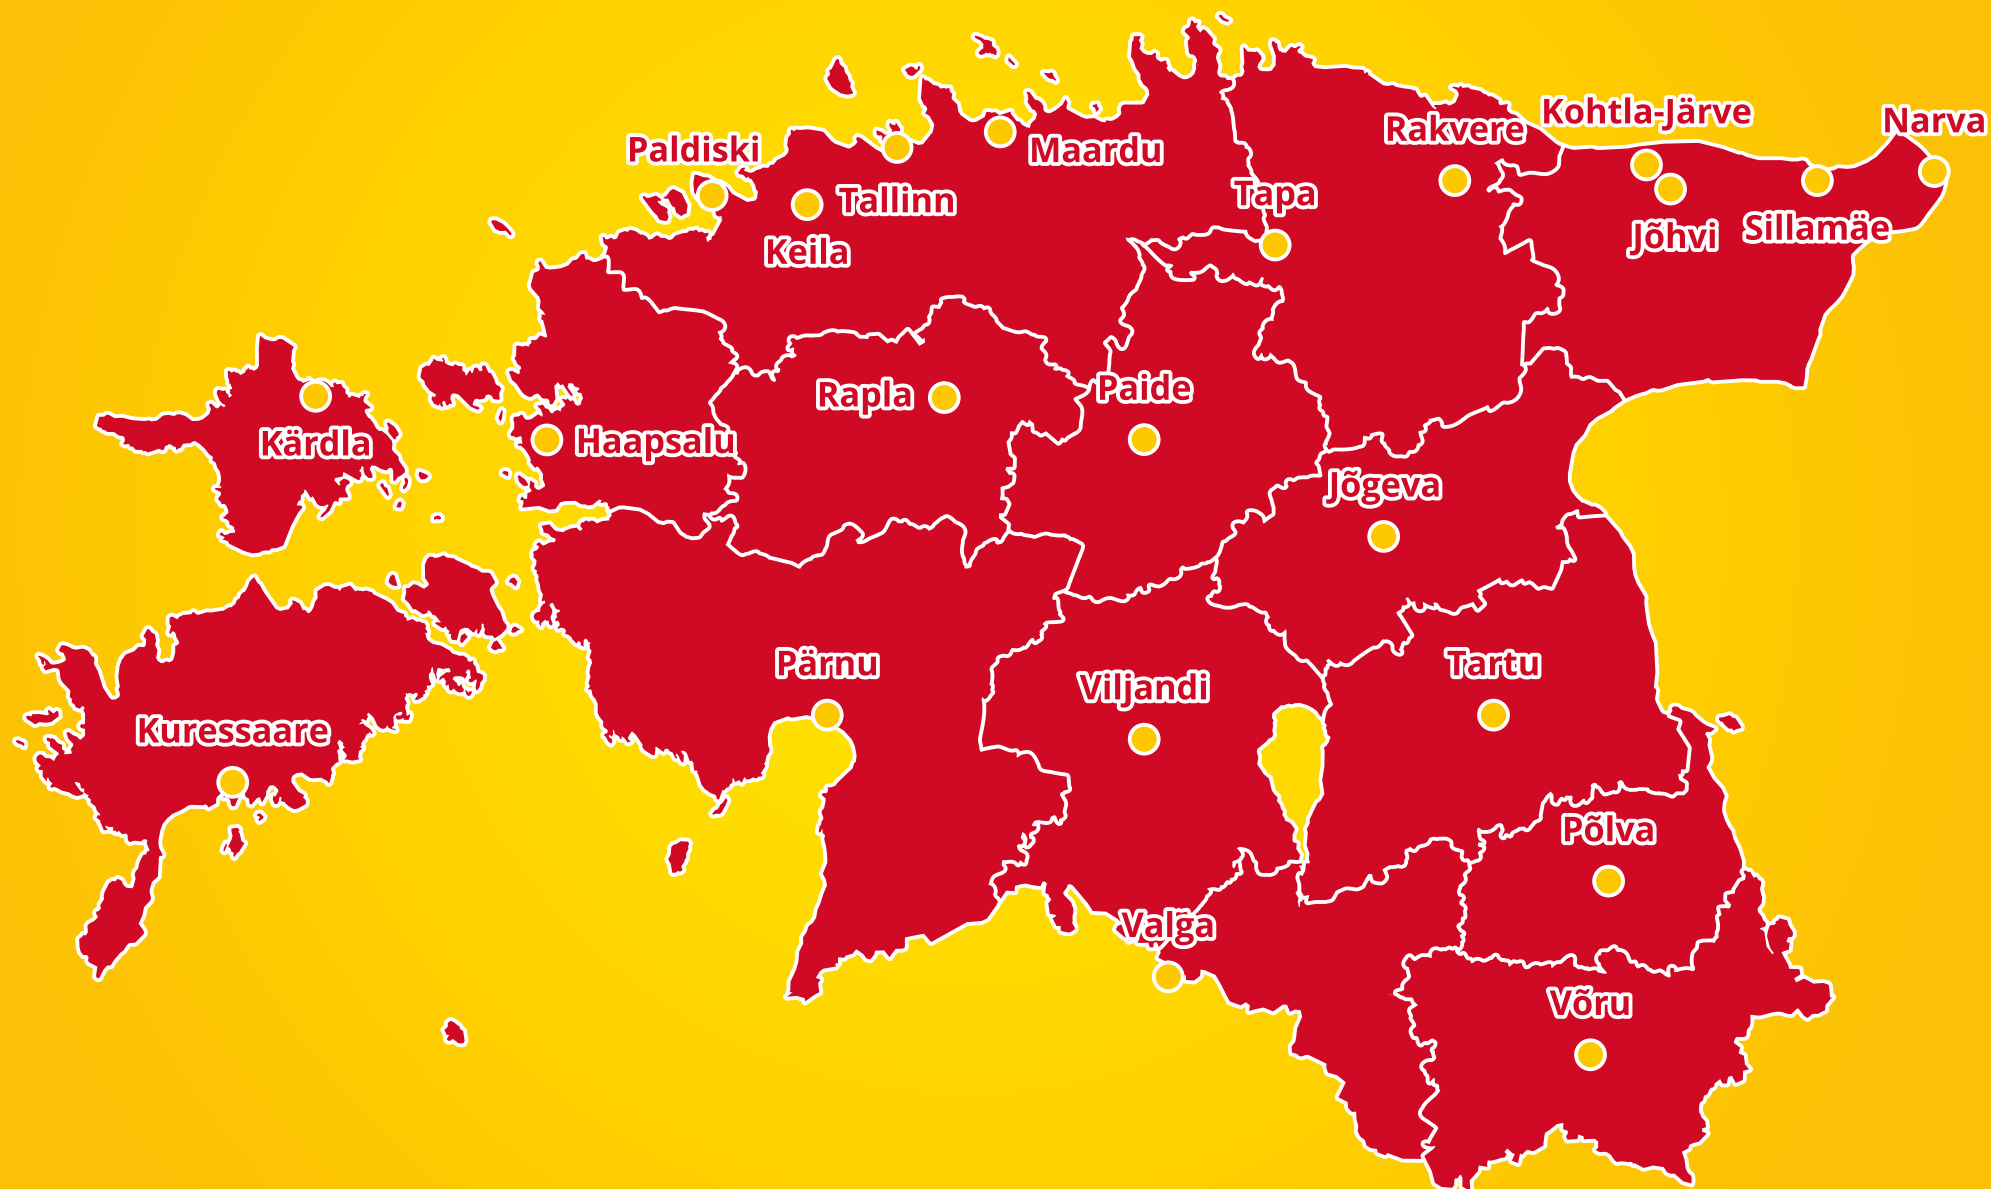 Kohtla-Järve
Narva
Rakvere
Paldiski
Maardu
Tapa
Tallinn
Jõhvi
Sillamäe
Keila
Rapla
Paide
Kärdla
Haapsalu
Jõgeva
Pärnu
Tartu
Viljandi
Kuressaare
Põlva
Valga
Võru